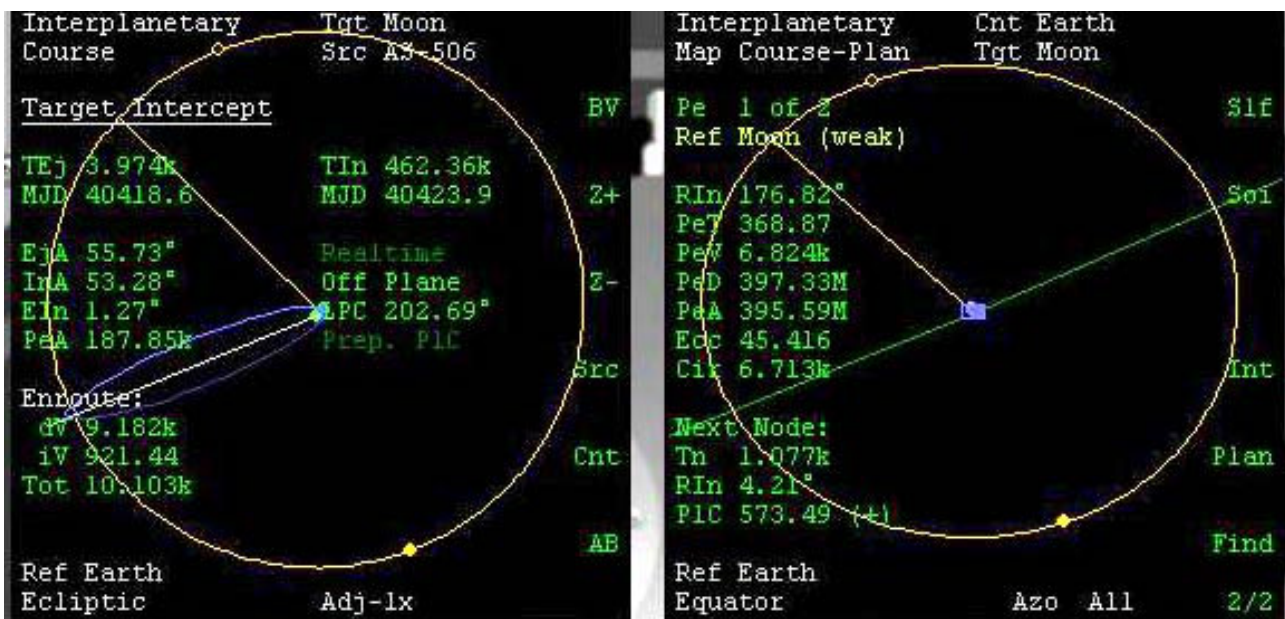 Interplanetary Tgt Moon
Course Src AS-506
Target Intercept BV
TEj 3.974k TIn 462.36k
MJD 40418.6 MJD 40423.9 Z+
EjA 55.73° Realtime
InA 53.28° Off Plane Z-
EIn 1.27° LPC 202.69°
PeA 187.85k Prep. PlC
Src
Enroute:
dV 9.182k
iV 921.44 Cnt
Tot 10.103k
AB
Ref Earth
Ecliptic Adj-1x
Interplanetary Cnt Earth
Map Course-Plan Tgt Moon
Pe 1 of 2 Slf
Ref Moon (weak)
RIn 176.82° Soi
PeT 368.87
PeV 6.824k
PeD 397.33M
PeA 395.59M
Ecc 45.416
Cir 6.713k Int
Next Node:
Tn 1.077k Plan
RIn 4.21°
PlC 573.49 (+)
Find
Ref Earth
Equator Azo All 2/2